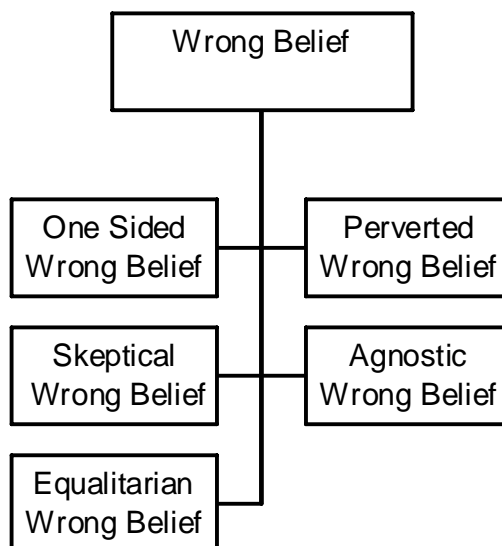 Wrong Belief
One Sided
Wrong Belief
Perverted
Wrong Belief
Skeptical
Wrong Belief
Agnostic
Wrong Belief
Equalitarian
Wrong Belief